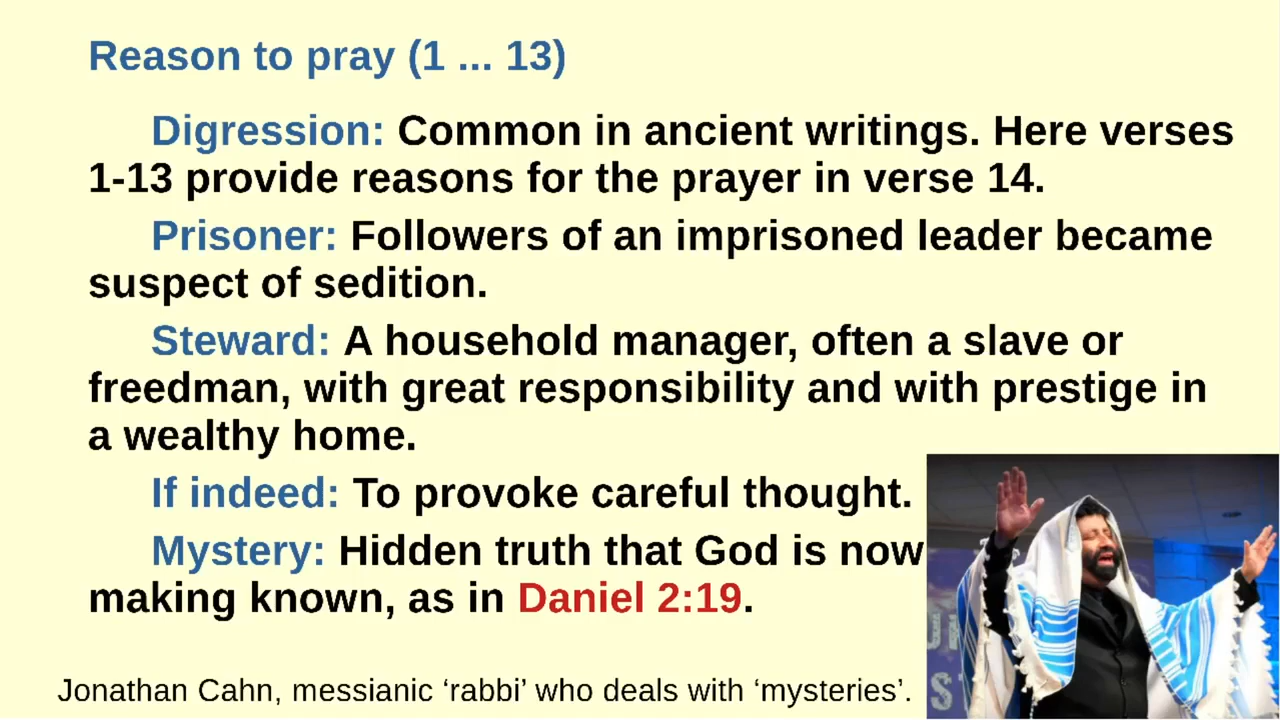 Reason to pray (1 ... 13)
Digression: Common in ancient writings. Here verses
1-13 provide reasons for the prayer in verse 14.
Prisoner: Followers of an imprisoned leader became
suspect of sedition.
Steward: A household manager, often a slave or
freedman, with great responsibility and with prestige in
a wealthy home.
If indeed: To provoke careful thought.
Mystery: Hidden truth that God is now
making known, as in Daniel 2:19.
Jonathan Cahn, messianic ‘rabbi’ who deals with ‘mysteries’.